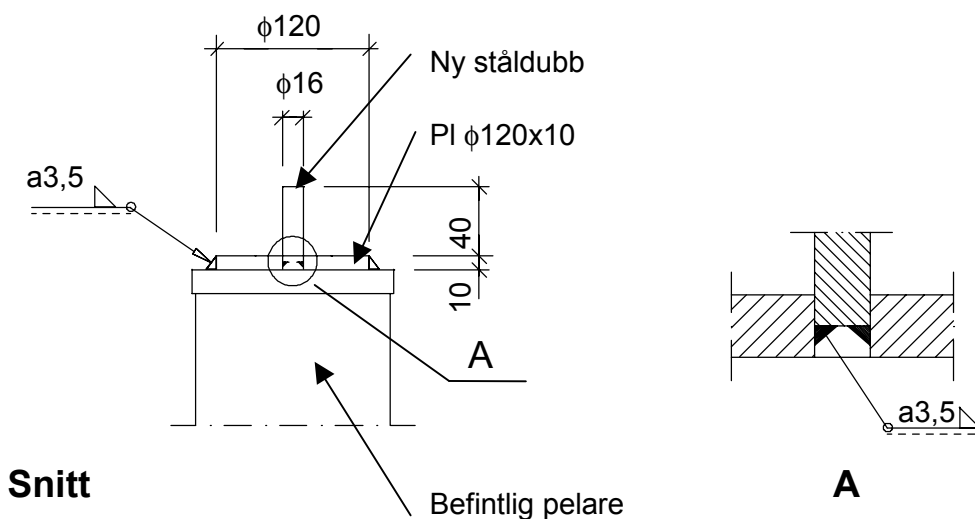 ϕ120
Ny ståldubb
ϕ16
Pl ϕ120x10
a3,5
40
10
A
a3,5
Snitt
Befintlig pelare
A